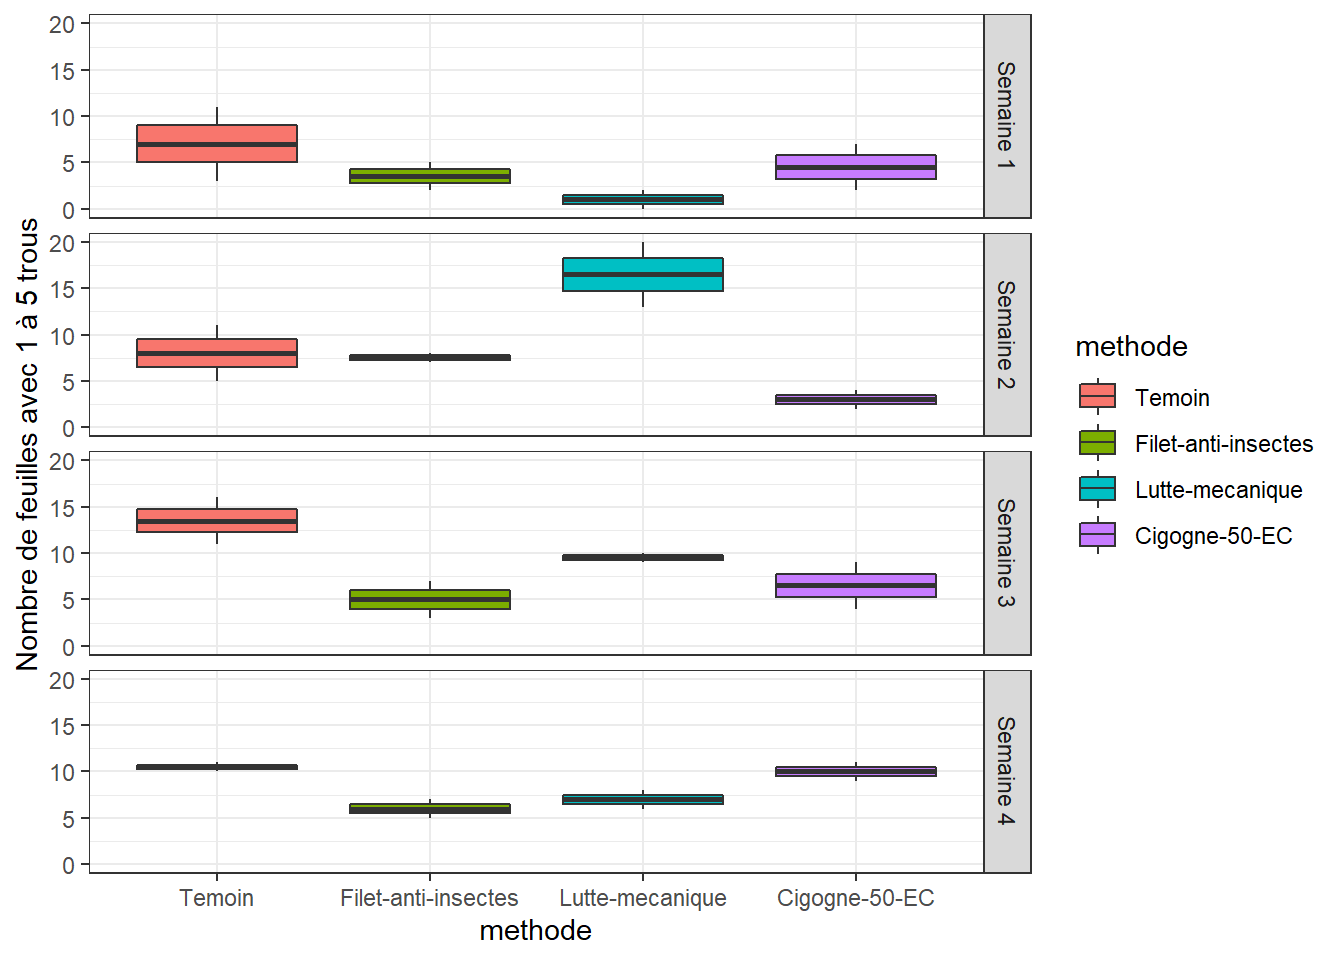 Nombre de feuilles avec 1 à 5 trous
20
15
10
5
0
Semaine 1
20
15
10
5
0
Semaine 2
20
15
10
5
0
Semaine 3
20
15
10
5
0
Semaine 4
Temoin Filet-anti-insectes Lutte-mecanique Cigogne-50-EC
methode
methode
Temoin
Filet-anti-insectes
Lutte-mecanique
Cigogne-50-EC